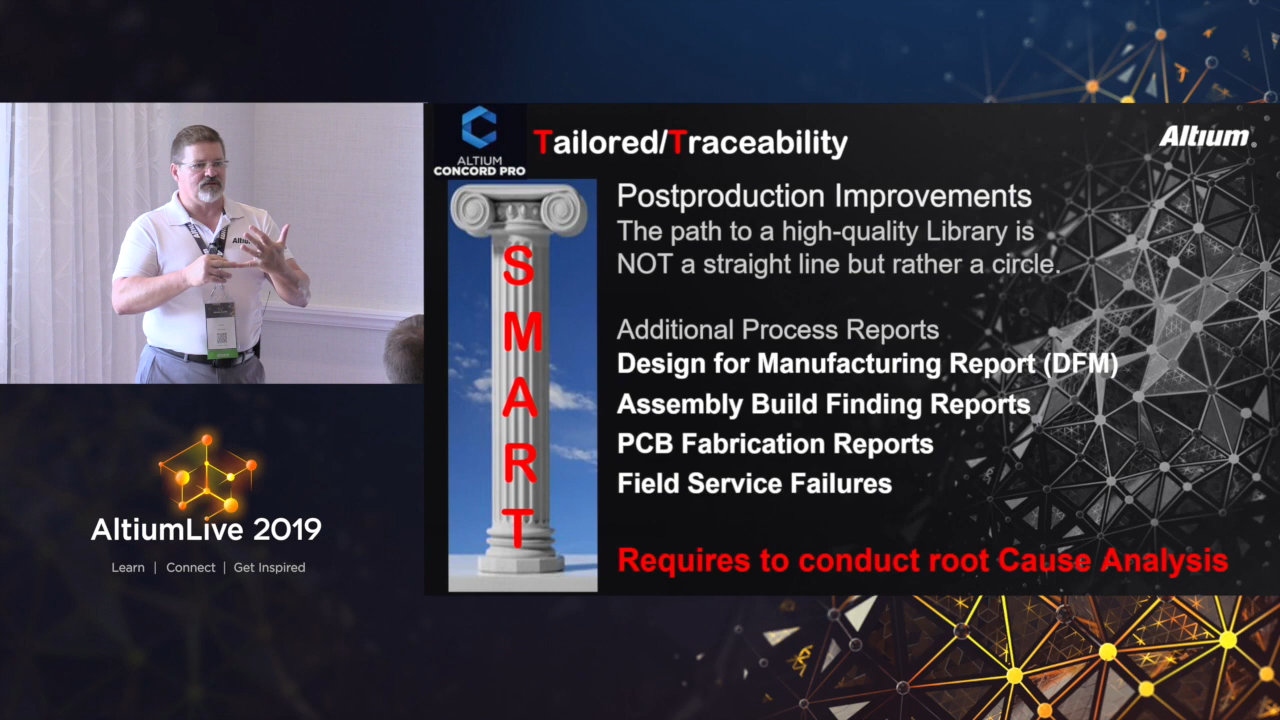 ALTIUM
CONCORD PRO
Tailored/Traceability
Altium®
Postproduction Improvements
The path to a high-quality Library is
NOT a straight line but rather a circle.
Additional Process Reports
Design for Manufacturing Report (DFM)
Assembly Build Finding Reports
PCB Fabrication Reports
Field Service Failures
Requires to conduct root Cause Analysis
S
M
A
R
T
AltiumLive 2019
Learn | Connect | Get Inspired